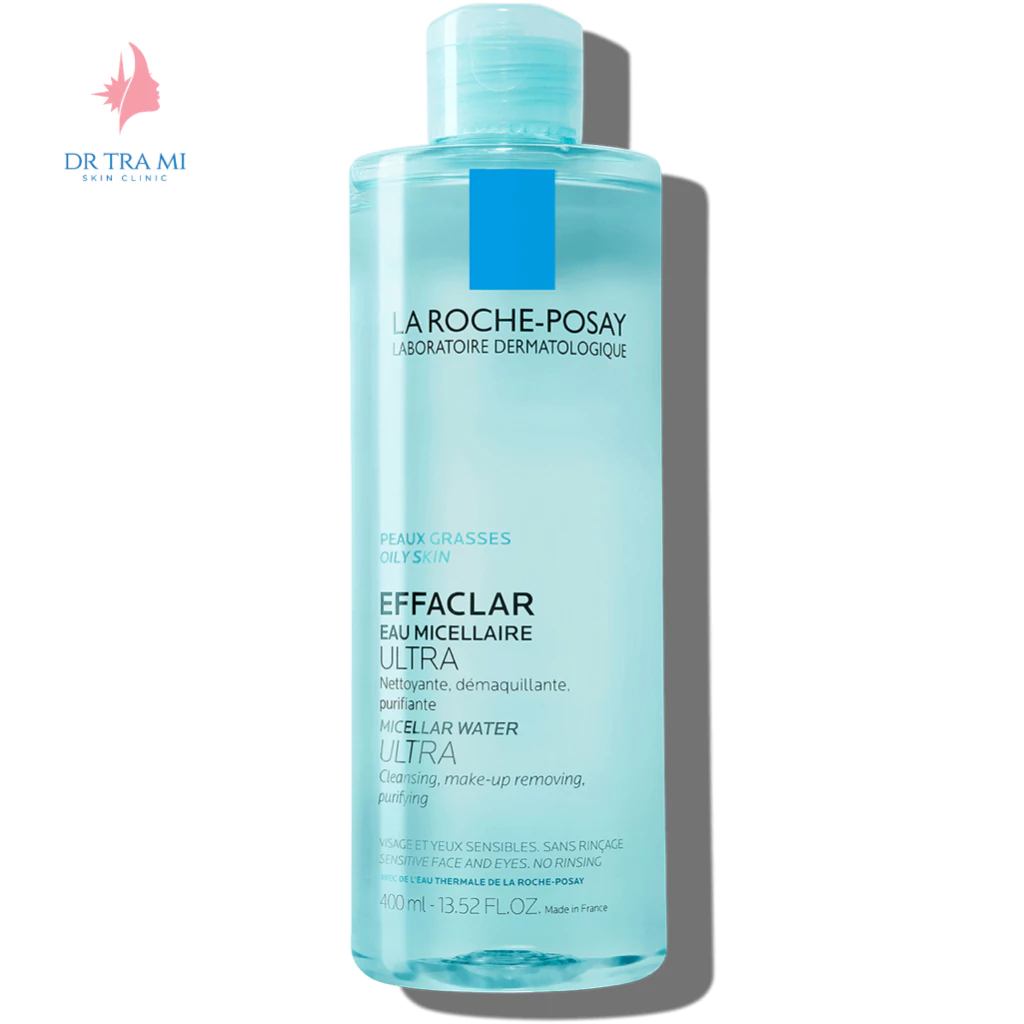 DR TRA MI
SKIN CLINIC
LA ROCHE-POSAY
LABORATOIRE DERMATOLOGIQUE
PEAUX GRASSES
OILY SKIN
EFFACLAR
EAU MICELLAIRE
ULTRA
Nettoyante, démaquillante,
purifiante
MICELLAR WATER
ULTRA
Cleansing, make-up removing,
purifying
VISAGE ET YEUX SENSIBLES. SANS RINÇAGE
SENSITIVE FACE AND EYES. NO RINSING
AVEC DE L'EAU THERMALE DE LA ROCHE-POSAY
400 ml - 13.52 FL.OZ. Made in France